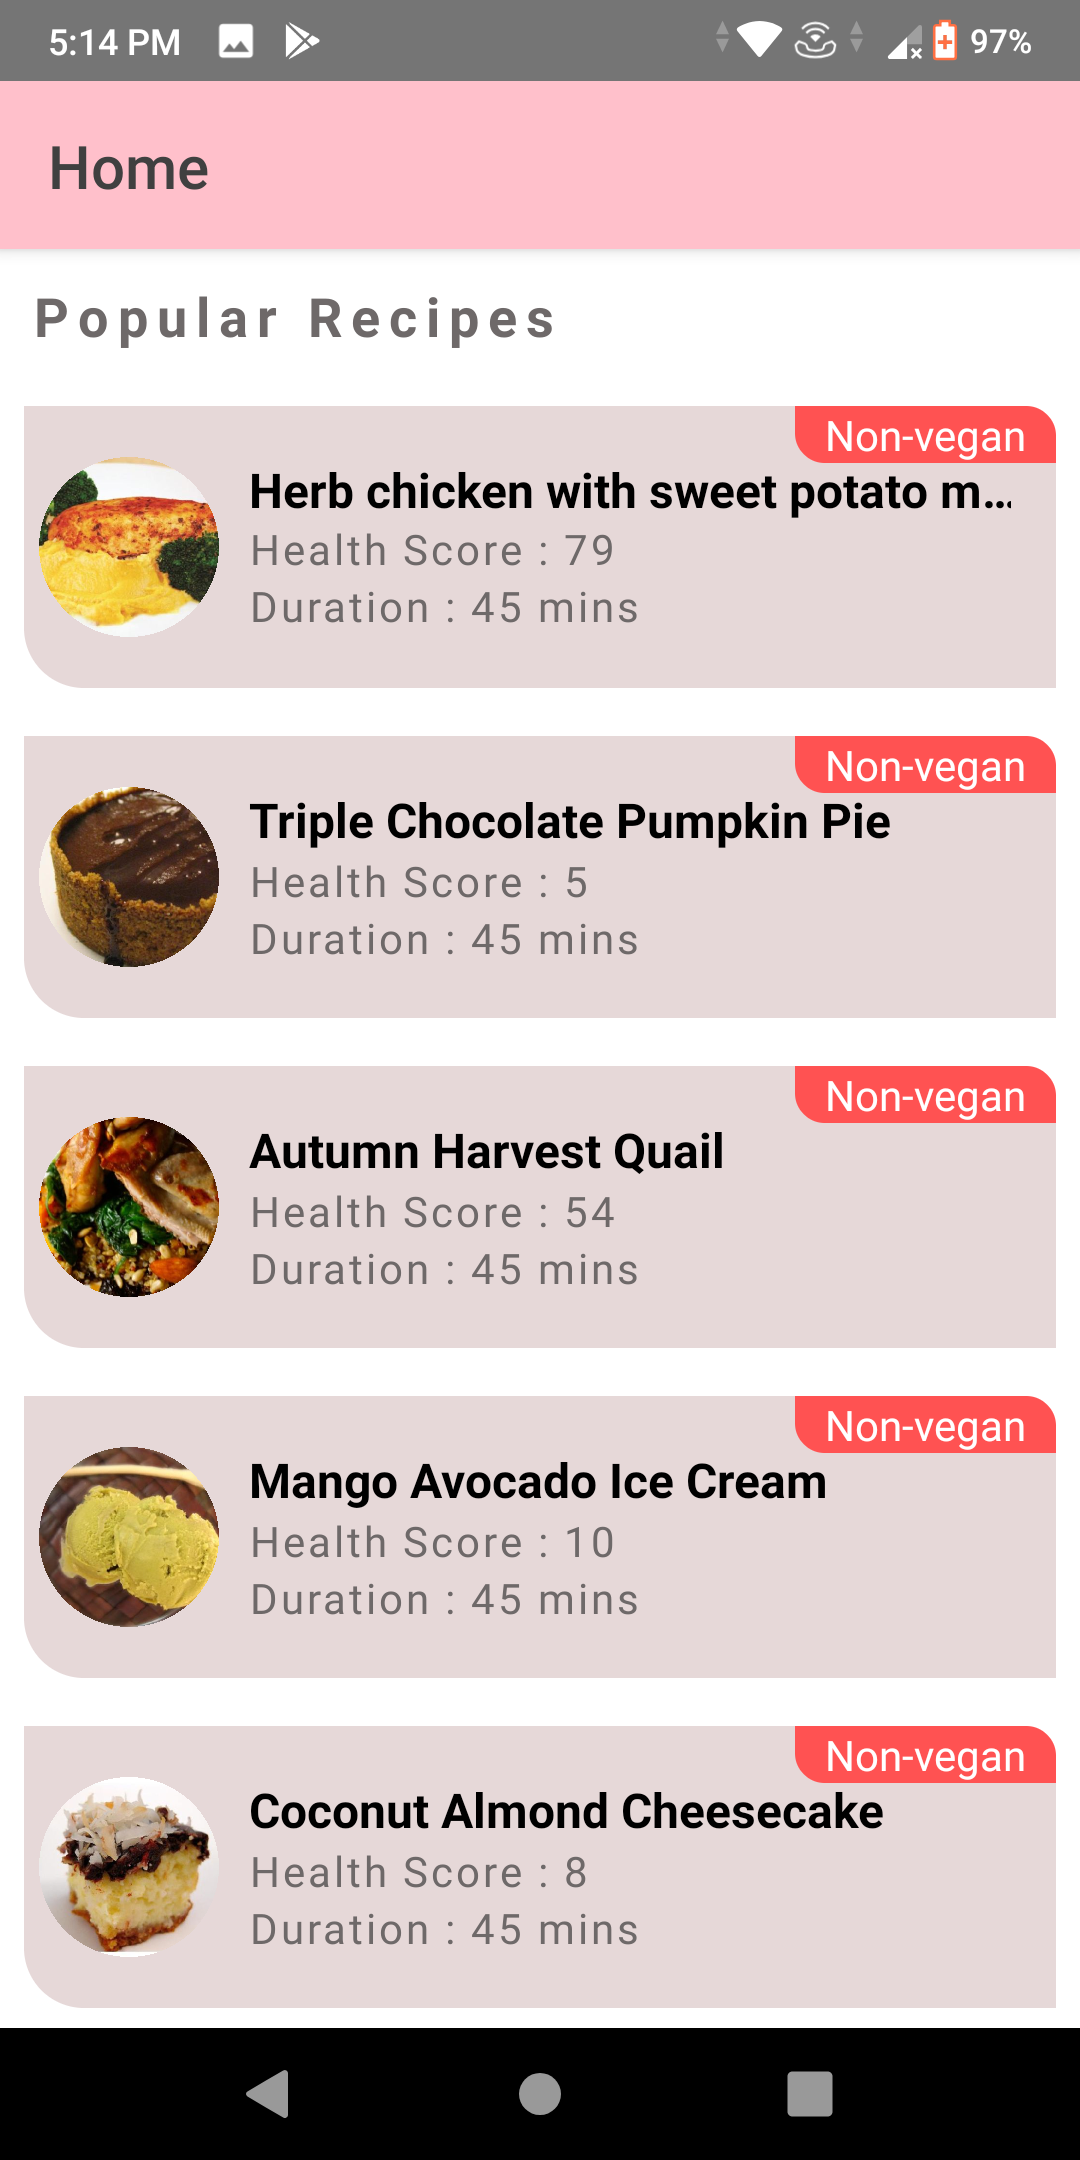 5:14 PM
97%
Home
Popular Recipes
Non-vegan
Herb chicken with sweet potato m...
Health Score : 79
Duration : 45 mins
Non-vegan
Triple Chocolate Pumpkin Pie
Health Score : 5
Duration : 45 mins
Non-vegan
Autumn Harvest Quail
Health Score : 54
Duration : 45 mins
Non-vegan
Mango Avocado Ice Cream
Health Score : 10
Duration : 45 mins
Non-vegan
Coconut Almond Cheesecake
Health Score : 8
Duration : 45 mins